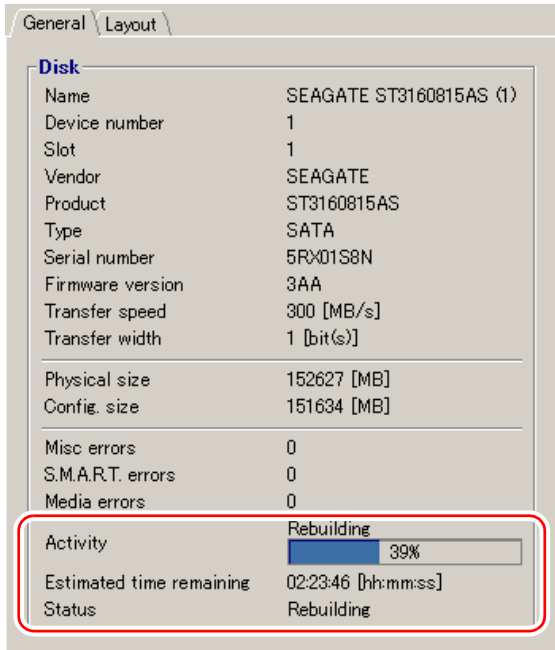 General Layout
Disk
Name SEAGATE ST3160815AS (1)
Device number 1
Slot 1
Vendor SEAGATE
Product ST3160815AS
Type SATA
Serial number 5RX01S8N
Firmware version 3AA
Transfer speed 300 [MB/s]
Transfer width 1 [bit(s)]
Physical size 152627 [MB]
Config. size 151634 [MB]
Misc errors 0
S.M.A.R.T. errors 0
Media errors 0
Activity Rebuilding
39%
Estimated time remaining 02:23:46 [hh:mm:ss]
Status Rebuilding